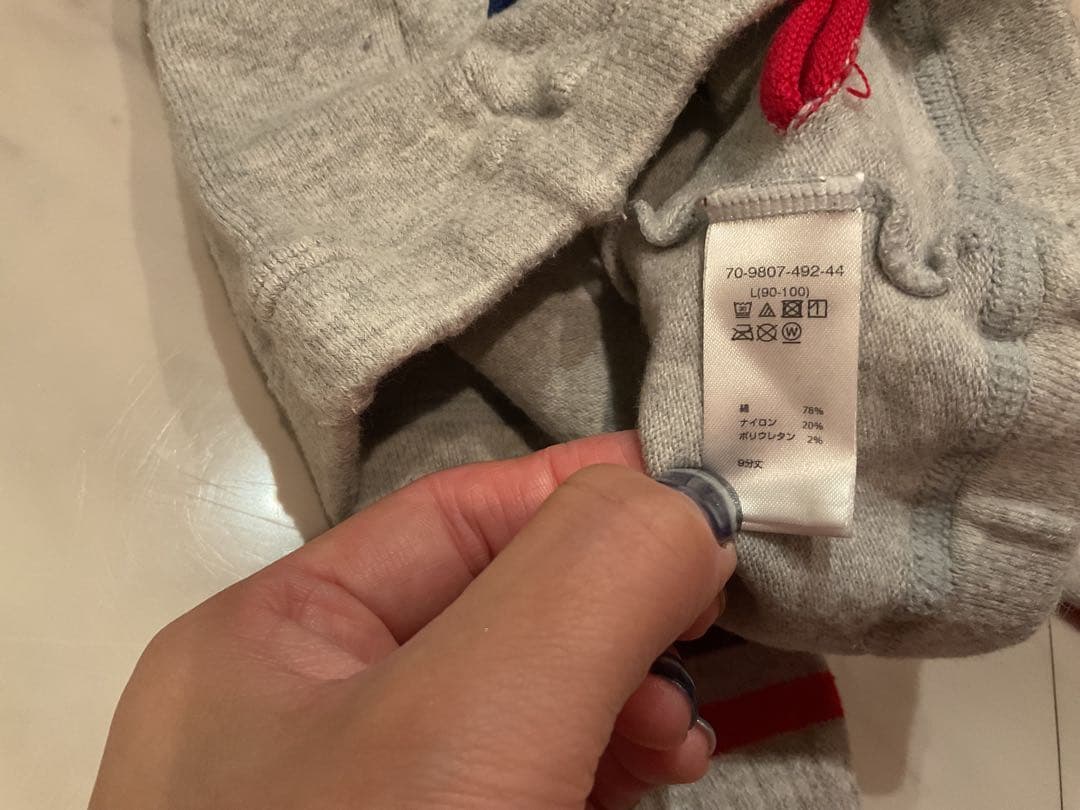 70-9807-492-44
L(90-100)
綿 78%
ナイロン 20%
ポリウレタン 2%
9分丈